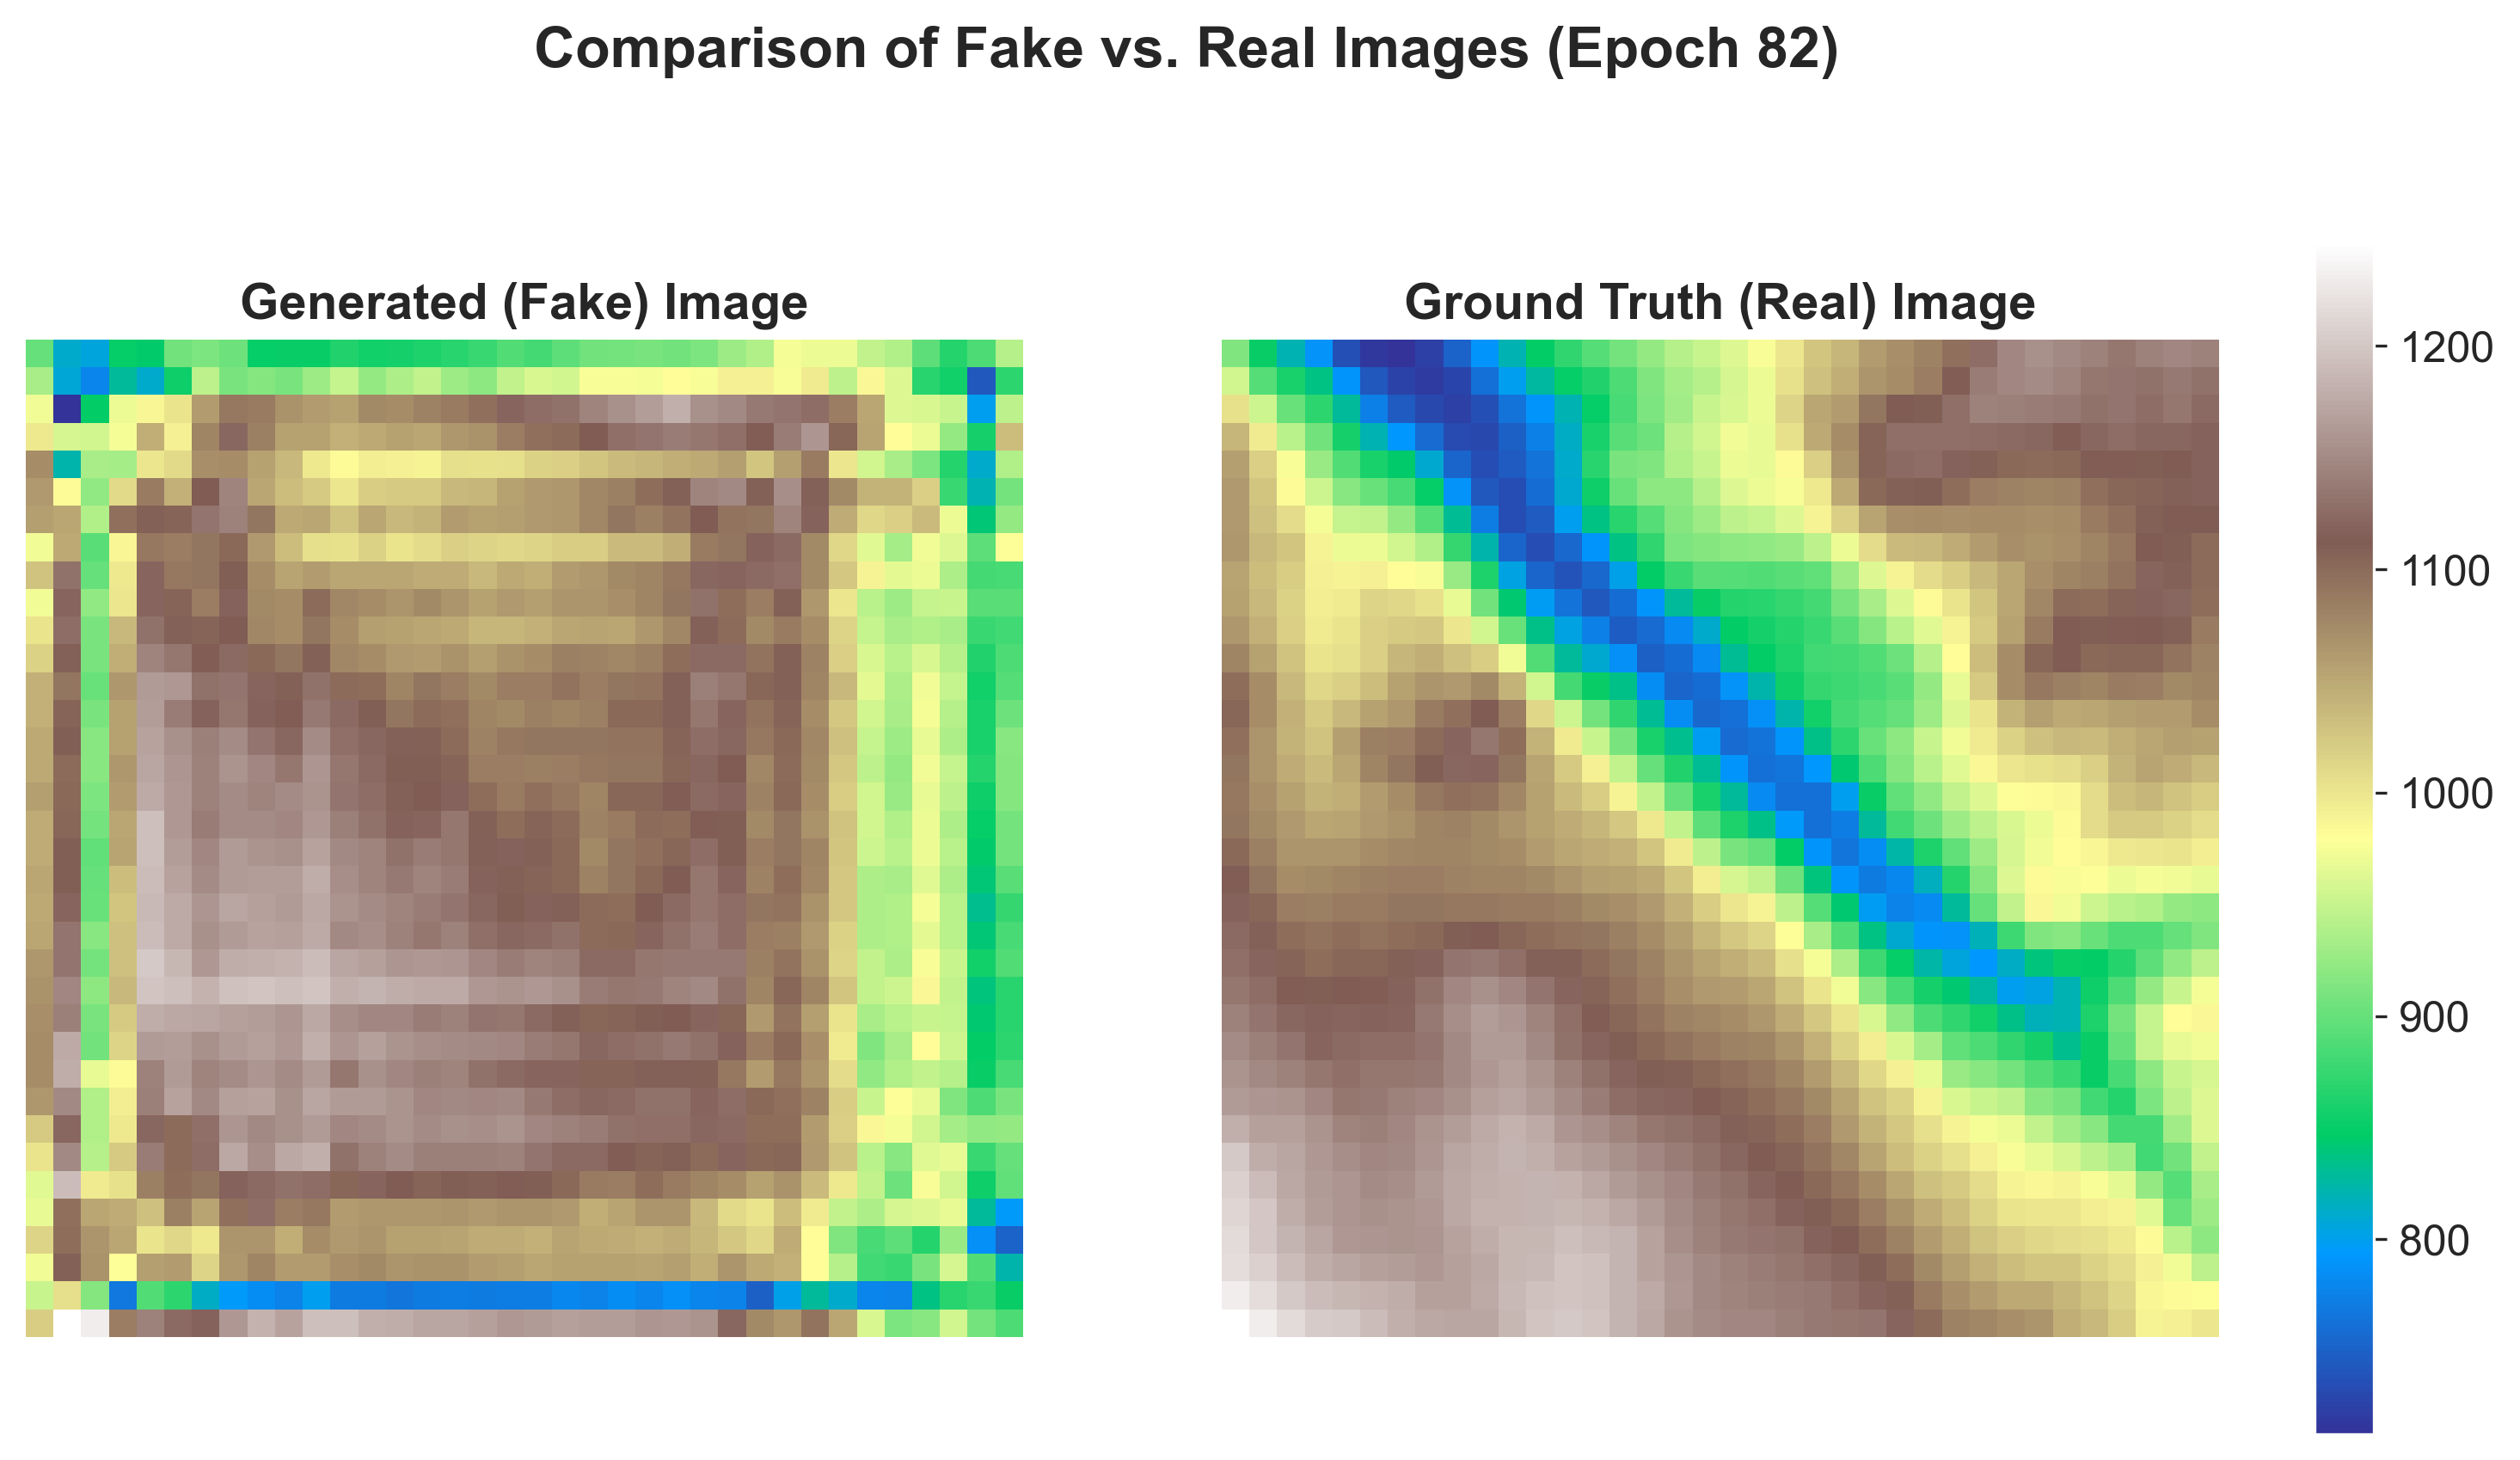 Comparison of Fake vs. Real Images (Epoch 82)
Generated (Fake) Image
Ground Truth (Real) Image
1200
1100
1000
900
800